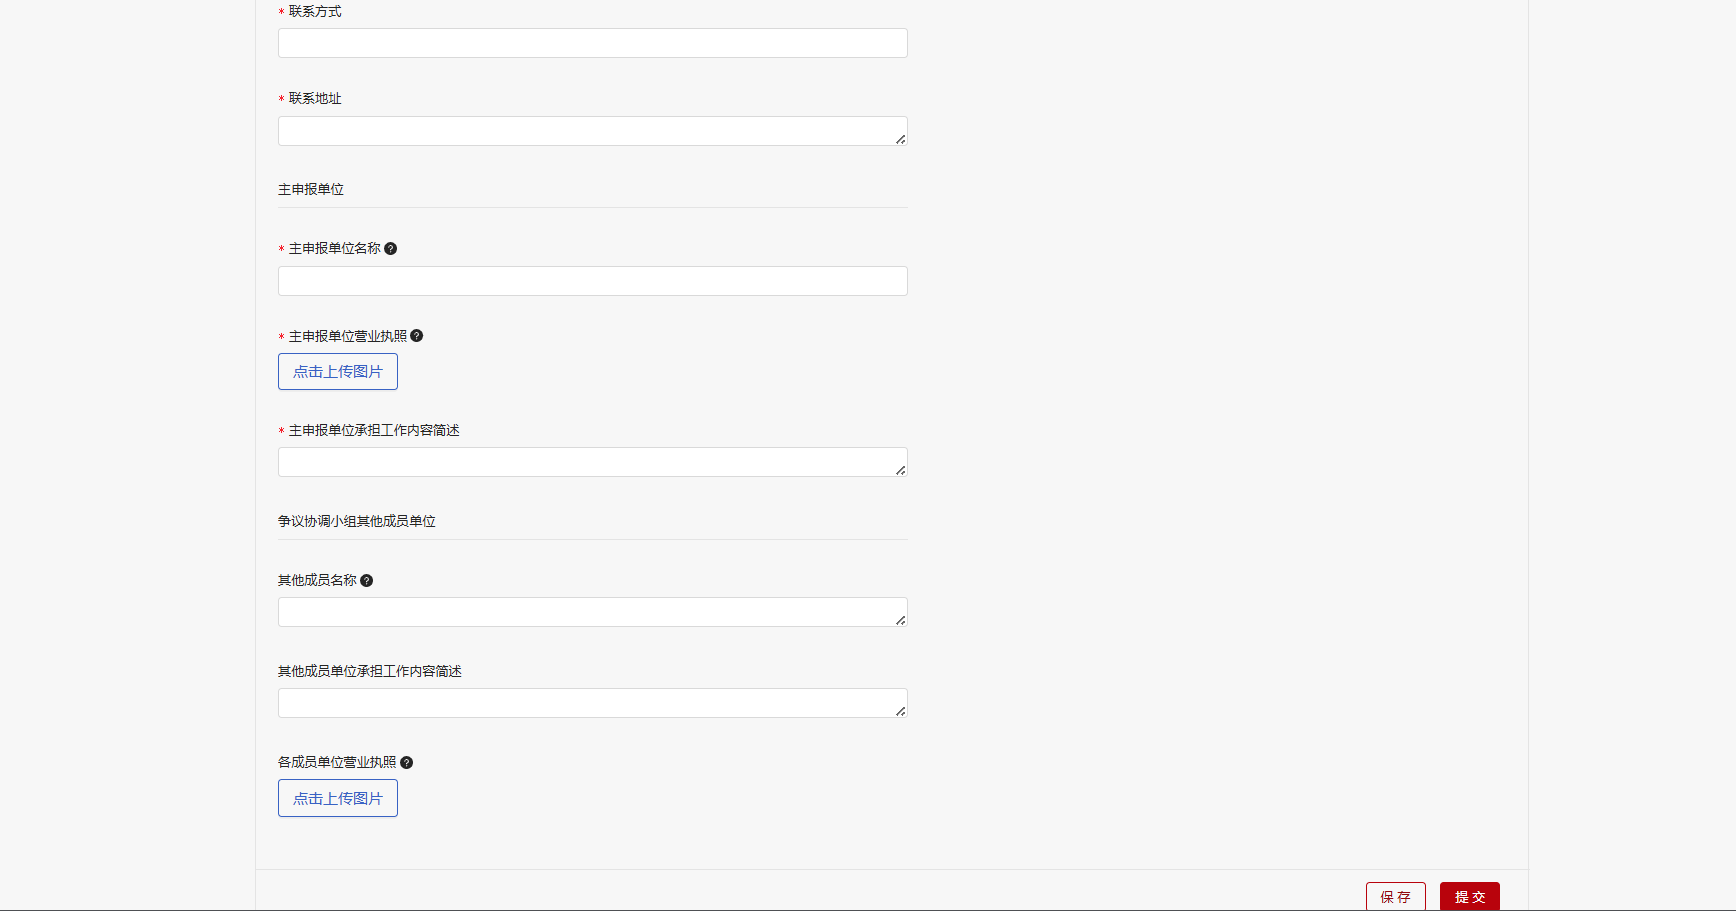 * 联系方式
* 联系地址
主申报单位
* 主申报单位名称 ?
* 主申报单位营业执照 ?
点击上传图片
* 主申报单位承担工作内容简述
争议协调小组其他成员单位
其他成员名称 ?
其他成员单位承担工作内容简述
各成员单位营业执照 ?
点击上传图片
保 存 提 交